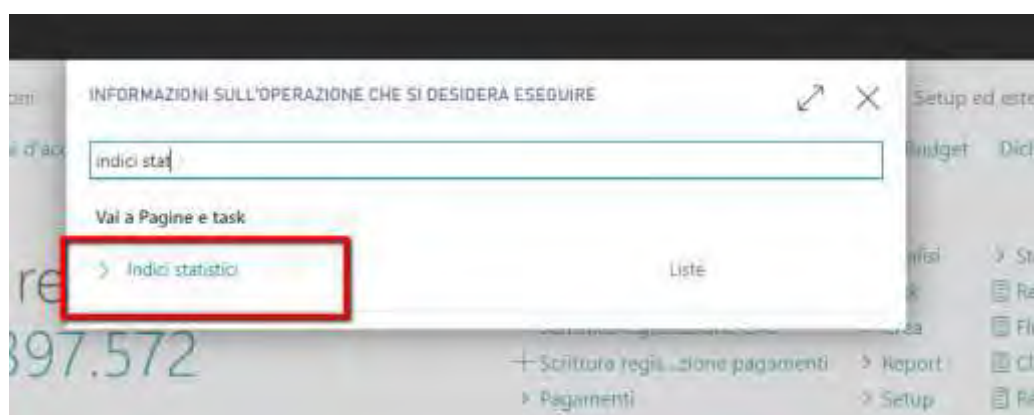 INFORMAZIONI SULL'OPERAZIONE CHE SI DESIDERA ESEGUIRE
Setup ed este
indici stat
Budget
Vai a Pagine e task
Indici statistici
Liste
re
397.572
Scrittura regis...zione pagamenti
Report
Pagamenti
Setup